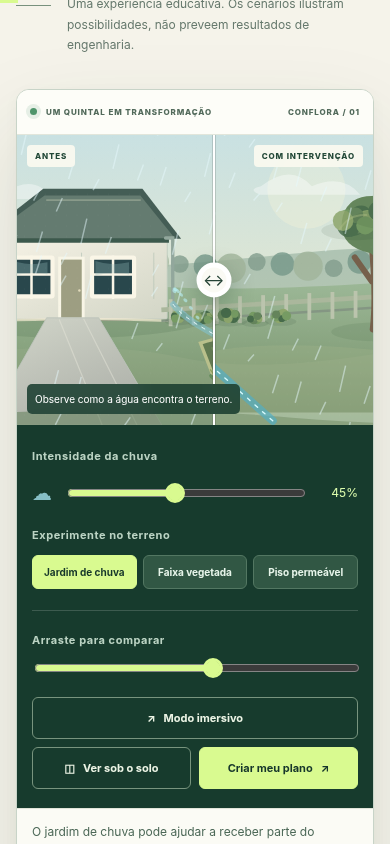 Uma experiência educativa. Os cenários ilustram
possibilidades, não preveem resultados de
engenharia.
UM QUINTAL EM TRANSFORMAÇÃO
CONFLORA / 01
ANTES
COM INTERVENÇÃO
Observe como a água encontra o terreno.
Intensidade da chuva
45%
Experimente no terreno
Jardim de chuva
Faixa vegetada
Piso permeável
Arraste para comparar
Modo imersivo
Ver sob o solo
Criar meu plano
O jardim de chuva pode ajudar a receber parte do